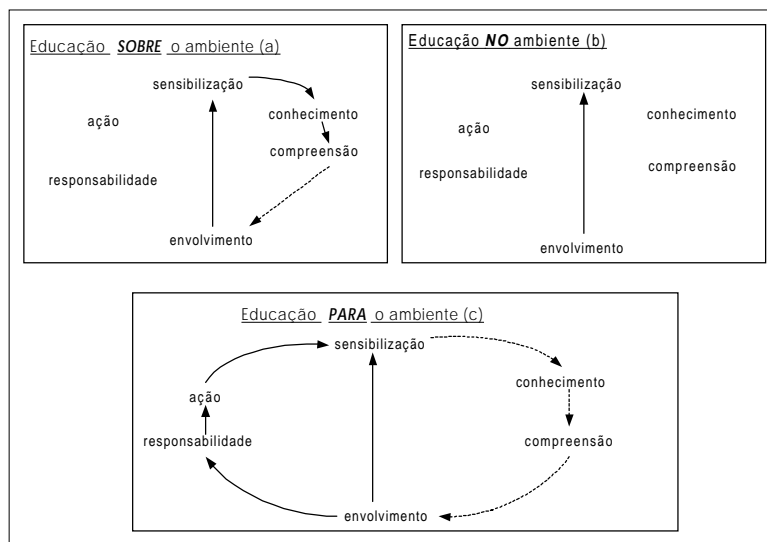 Educação SOBRE o ambiente (a)
sensibilização
conhecimento
ação
compreensão
responsabilidade
envolvimento
Educação NO ambiente (b)
sensibilização
conhecimento
ação
compreensão
responsabilidade
envolvimento
Educação PARA o ambiente (c)
sensibilização
conhecimento
ação
compreensão
responsabilidade
envolvimento